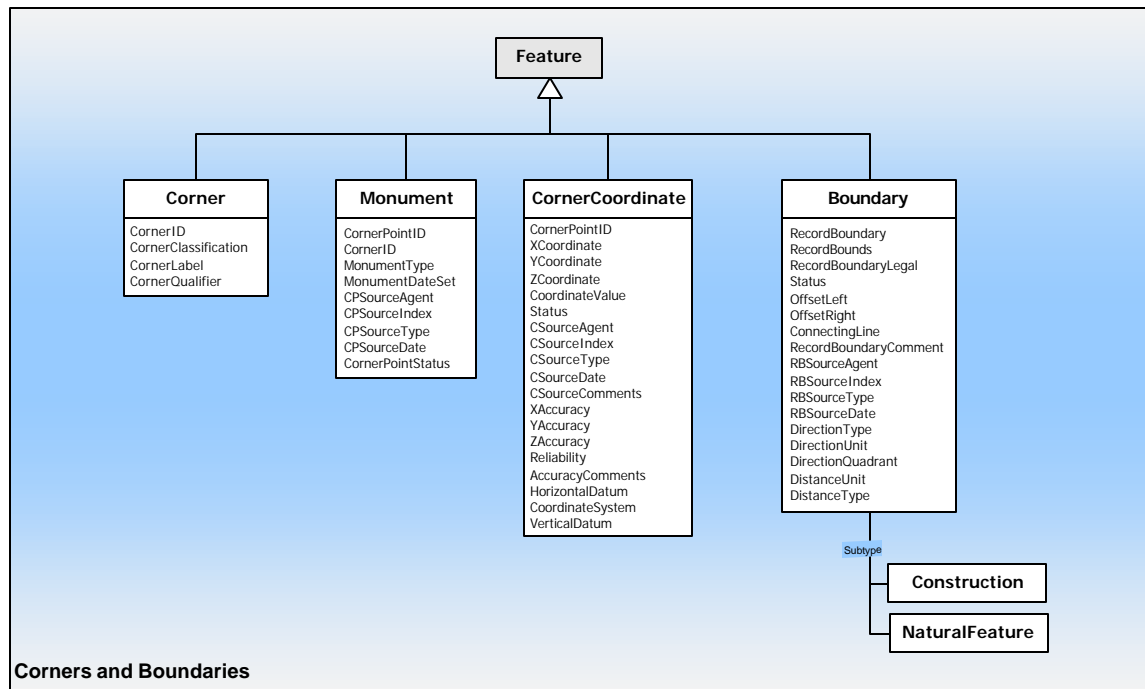 Feature
Corner
CornerID
CornerClassification
CornerLabel
CornerQualifier
Monument
CornerPointID
CornerID
MonumentType
MonumentDateSet
CPSourceAgent
CPSourceIndex
CPSourceType
CPSourceDate
CornerPointStatus
CornerCoordinate
CornerPointID
XCoordinate
YCoordinate
ZCoordinate
CoordinateValue
Status
CSourceAgent
CSourceIndex
CSourceType
CSourceDate
CSourceComments
XAccuracy
YAccuracy
ZAccuracy
Reliability
AccuracyComments
HorizontalDatum
CoordinateSystem
VerticalDatum
Boundary
RecordBoundary
RecordBounds
RecordBoundaryLegal
Status
OffsetLeft
OffsetRight
ConnectingLine
RecordBoundaryComment
RBSourceAgent
RBSourceIndex
RBSourceType
RBSourceDate
DirectionType
DirectionUnit
DirectionQuadrant
DistanceUnit
DistanceType
Subtype
Construction
NaturalFeature
Corners and Boundaries